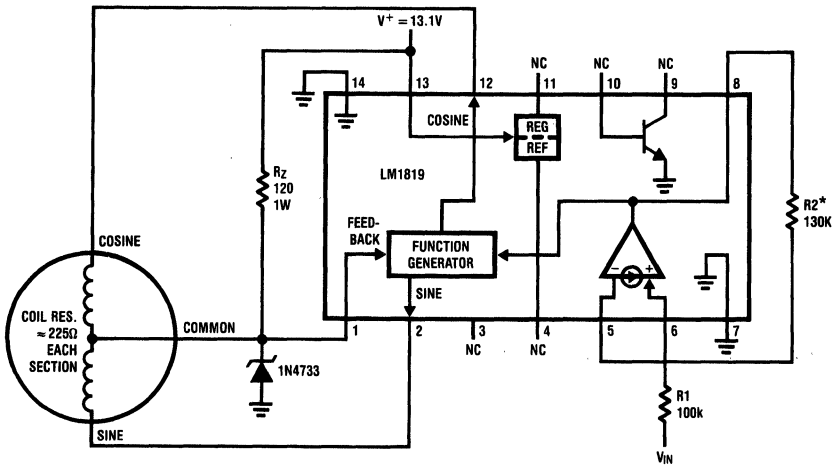 V+ = 13.1V
NC
NC
NC
14
13
12
11
10
9
8
COSINE
REG
REF
LM1819
RZ
120
1W
R2*
130K
FEED-
BACK
FUNCTION
GENERATOR
COSINE
SINE
- +
COIL RES.
≈ 225Ω
EACH
SECTION
COMMON
1
2
3
4
5
6
7
NC
NC
1N4733
R1
100k
SINE
VIN